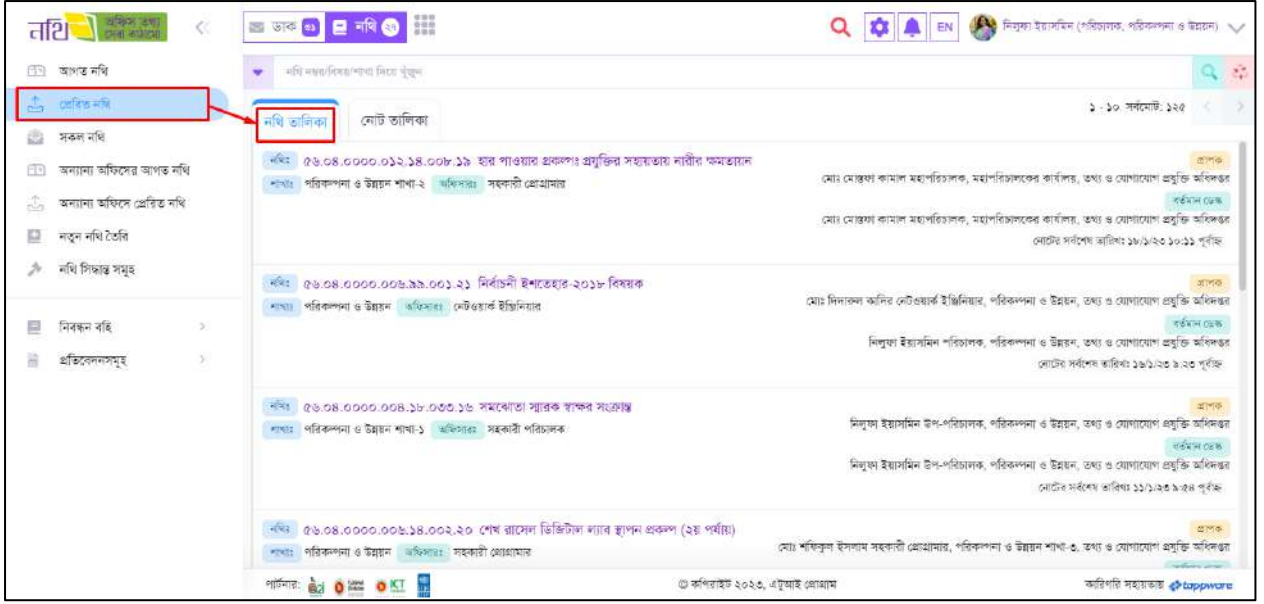 নথি অফিস তথ্য সেবা কাঠামো
ডাক ৩১ নথি ২৭ EN নিলুফা ইয়াসমিন (পরিচালক, পরিকল্পনা ও উন্নয়ন)
আগত নথি
প্রেরিত নথি
সকল নথি
অন্যান্য অফিসের আগত নথি
অন্যান্য অফিসে প্রেরিত নথি
নতুন নথি তৈরি
নথি সিদ্ধান্ত সমূহ
নিবন্ধন বহি
প্রতিবেদনসমূহ
নথি নম্বর/বিষয়/শাখা দিয়ে খুঁজুন
নথি তালিকা নোট তালিকা ১ - ১০ সর্বমোট: ১২৫
নথিঃ ৫৬.০৪.০০০০.০১২.১৪.০০৮.১৯ হার পাওয়ার প্রকল্পঃ প্রযুক্তির সহায়তায় নারীর ক্ষমতায়ন
শাখাঃ পরিকল্পনা ও উন্নয়ন শাখা-২ অফিসারঃ সহকারী প্রোগ্রামার
প্রাপক
মোঃ মোস্তফা কামাল মহাপরিচালক, মহাপরিচালকের কার্যালয়, তথ্য ও যোগাযোগ প্রযুক্তি অধিদপ্তর
বর্তমান ডেস্ক
মোঃ মোস্তফা কামাল মহাপরিচালক, মহাপরিচালকের কার্যালয়, তথ্য ও যোগাযোগ প্রযুক্তি অধিদপ্তর
নোটের সর্বশেষ তারিখঃ ১৮/১/২৩ ১০:১১ পূর্বাহ্ন
নথিঃ ৫৬.০৪.০০০০.০০৬.৯৯.০০১.২১ নির্বাচনী ইশতেহার-২০১৮ বিষয়ক
শাখাঃ পরিকল্পনা ও উন্নয়ন অফিসারঃ নেটওয়ার্ক ইঞ্জিনিয়ার
প্রাপক
মোঃ দিদারুল কাদির নেটওয়ার্ক ইঞ্জিনিয়ার, পরিকল্পনা ও উন্নয়ন, তথ্য ও যোগাযোগ প্রযুক্তি অধিদপ্তর
বর্তমান ডেস্ক
নিলুফা ইয়াসমিন পরিচালক, পরিকল্পনা ও উন্নয়ন, তথ্য ও যোগাযোগ প্রযুক্তি অধিদপ্তর
নোটের সর্বশেষ তারিখঃ ১৬/১/২৩ ৯:২৩ পূর্বাহ্ন
নথিঃ ৫৬.০৪.০০০০.০০৪.১৮.০৩৩.১৬ সমঝোতা স্মারক স্বাক্ষর সংক্রান্ত
শাখাঃ পরিকল্পনা ও উন্নয়ন শাখা-১ অফিসারঃ সহকারী পরিচালক
প্রাপক
নিলুফা ইয়াসমিন উপ-পরিচালক, পরিকল্পনা ও উন্নয়ন, তথ্য ও যোগাযোগ প্রযুক্তি অধিদপ্তর
বর্তমান ডেস্ক
নিলুফা ইয়াসমিন উপ-পরিচালক, পরিকল্পনা ও উন্নয়ন, তথ্য ও যোগাযোগ প্রযুক্তি অধিদপ্তর
নোটের সর্বশেষ তারিখঃ ১১/১/২৩ ৯:৫৪ পূর্বাহ্ন
নথিঃ ৫৬.০৪.০০০০.০০৬.১৪.০০২.২০ শেখ রাসেল ডিজিটাল ল্যাব স্থাপন প্রকল্প (২য় পর্যায়)
শাখাঃ পরিকল্পনা ও উন্নয়ন অফিসারঃ সহকারী প্রোগ্রামার
প্রাপক
মোঃ শফিকুল ইসলাম সহকারী প্রোগ্রামার, পরিকল্পনা ও উন্নয়ন শাখা-৩, তথ্য ও যোগাযোগ প্রযুক্তি অধিদপ্তর
পার্টনার: a2i ICT © কপিরাইট ২০২৩, এটুআই প্রোগ্রাম কারিগরি সহায়তায় tappware